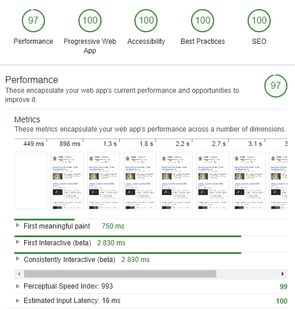 97 100 100 100 100
Performance Progressive Web App Accessibility Best Practices SEO
Performance
These encapsulate your web app's current performance and opportunities to
improve it.
97
Metrics
These metrics encapsulate your web app's performance across a number of dimensions.
449 ms 898 ms 1,3 s 1,8 s 2,2 s 2,7 s 3,1 s 3
First meaningful paint 750 ms
First Interactive (beta) 2 830 ms
Consistently Interactive (beta) 2 830 ms
Perceptual Speed Index: 993 99
Estimated Input Latency: 16 ms 100